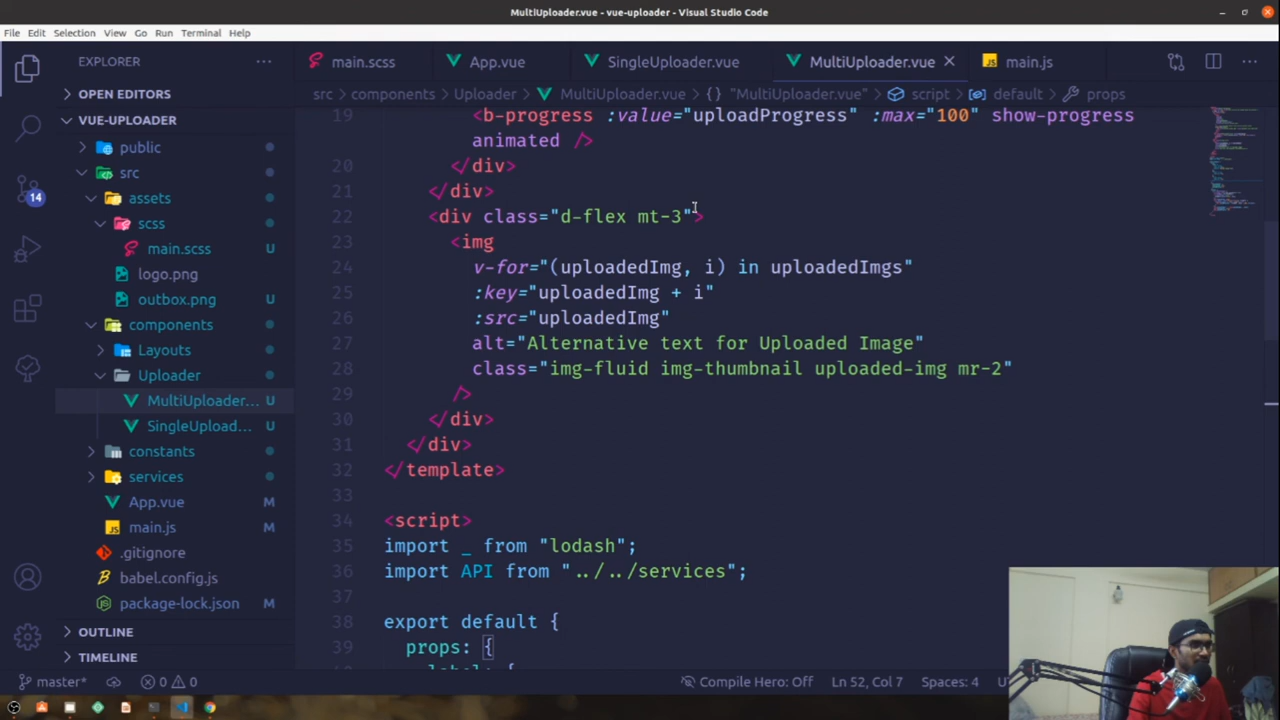 MultiUploader.vue - vue-uploader - Visual Studio Code
File Edit Selection View Go Run Terminal Help
EXPLORER
main.scss
App.vue
SingleUploader.vue
MultiUploader.vue
main.js
OPEN EDITORS
VUE-UPLOADER
src components Uploader MultiUploader.vue {} "MultiUploader.vue" script default props
public
src
assets
scss
main.scss U
logo.png
outbox.png U
components
Layouts
Uploader
MultiUploader... U
SingleUpload... U
constants
services
App.vue M
main.js M
.gitignore
babel.config.js
package-lock.json M
OUTLINE
TIMELINE
14
19 <b-progress :value="uploadProgress" :max="100" show-progress
animated />
20 </div>
21 </div>
22 <div class="d-flex mt-3">
23 <img
24 v-for="(uploadedImg, i) in uploadedImgs"
25 :key="uploadedImg + i"
26 :src="uploadedImg"
27 alt="Alternative text for Uploaded Image"
28 class="img-fluid img-thumbnail uploaded-img mr-2"
29 />
30 </div>
31 </div>
32 </template>
33
34 <script>
35 import _ from "lodash";
36 import API from "../../services";
37
38 export default {
39 props: {
master* 0 0 Compile Hero: Off Ln 52, Col 7 Spaces: 4